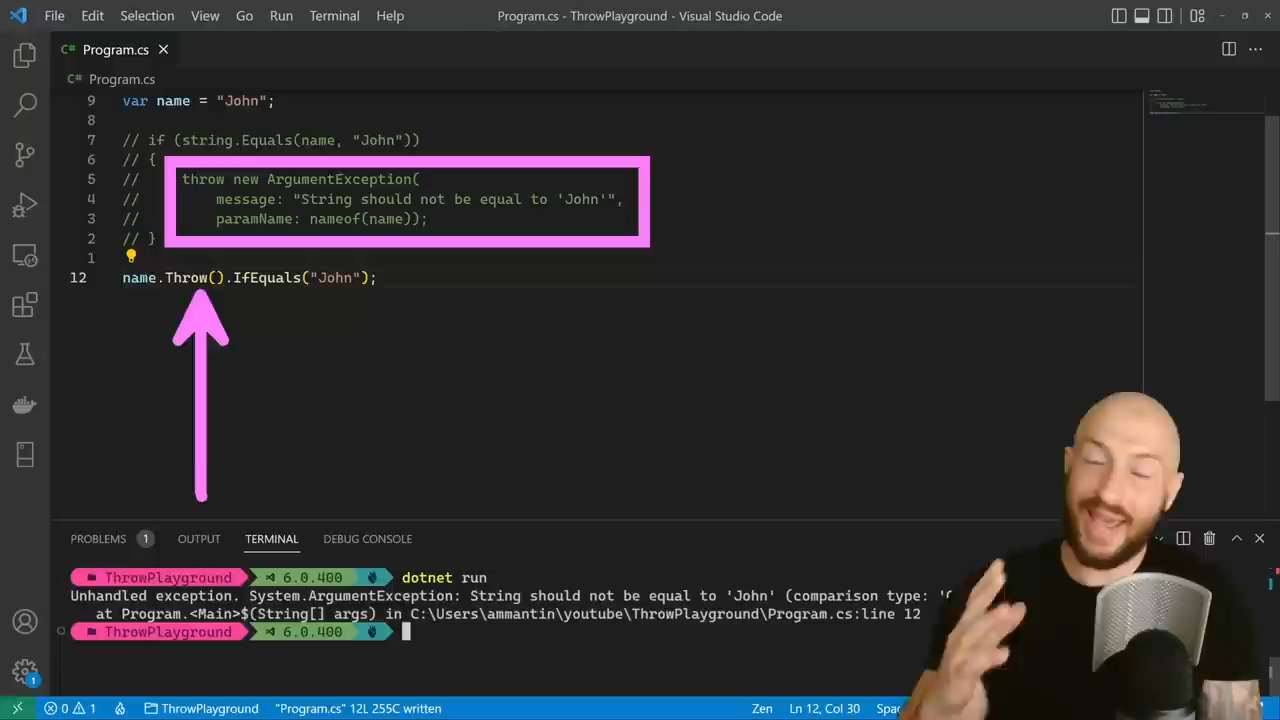 File Edit Selection View Go Run Terminal Help Program.cs - ThrowPlayground - Visual Studio Code
C# Program.cs
C# Program.cs
9 var name = "John";
8
7 // if (string.Equals(name, "John"))
6 // {
5 // throw new ArgumentException(
4 // message: "String should not be equal to 'John'",
3 // paramName: nameof(name));
2 // }
1
12 name.Throw().IfEquals("John");
PROBLEMS 1 OUTPUT TERMINAL DEBUG CONSOLE
ThrowPlayground 6.0.400 dotnet run
Unhandled exception. System.ArgumentException: String should not be equal to 'John' (comparison type:
at Program.<Main>$(String[] args) in C:\Users\ammantin\youtube\ThrowPlayground\Program.cs:line 12
ThrowPlayground 6.0.400
1
0 1 ThrowPlayground "Program.cs" 12L 255C written Zen Ln 12, Col 30